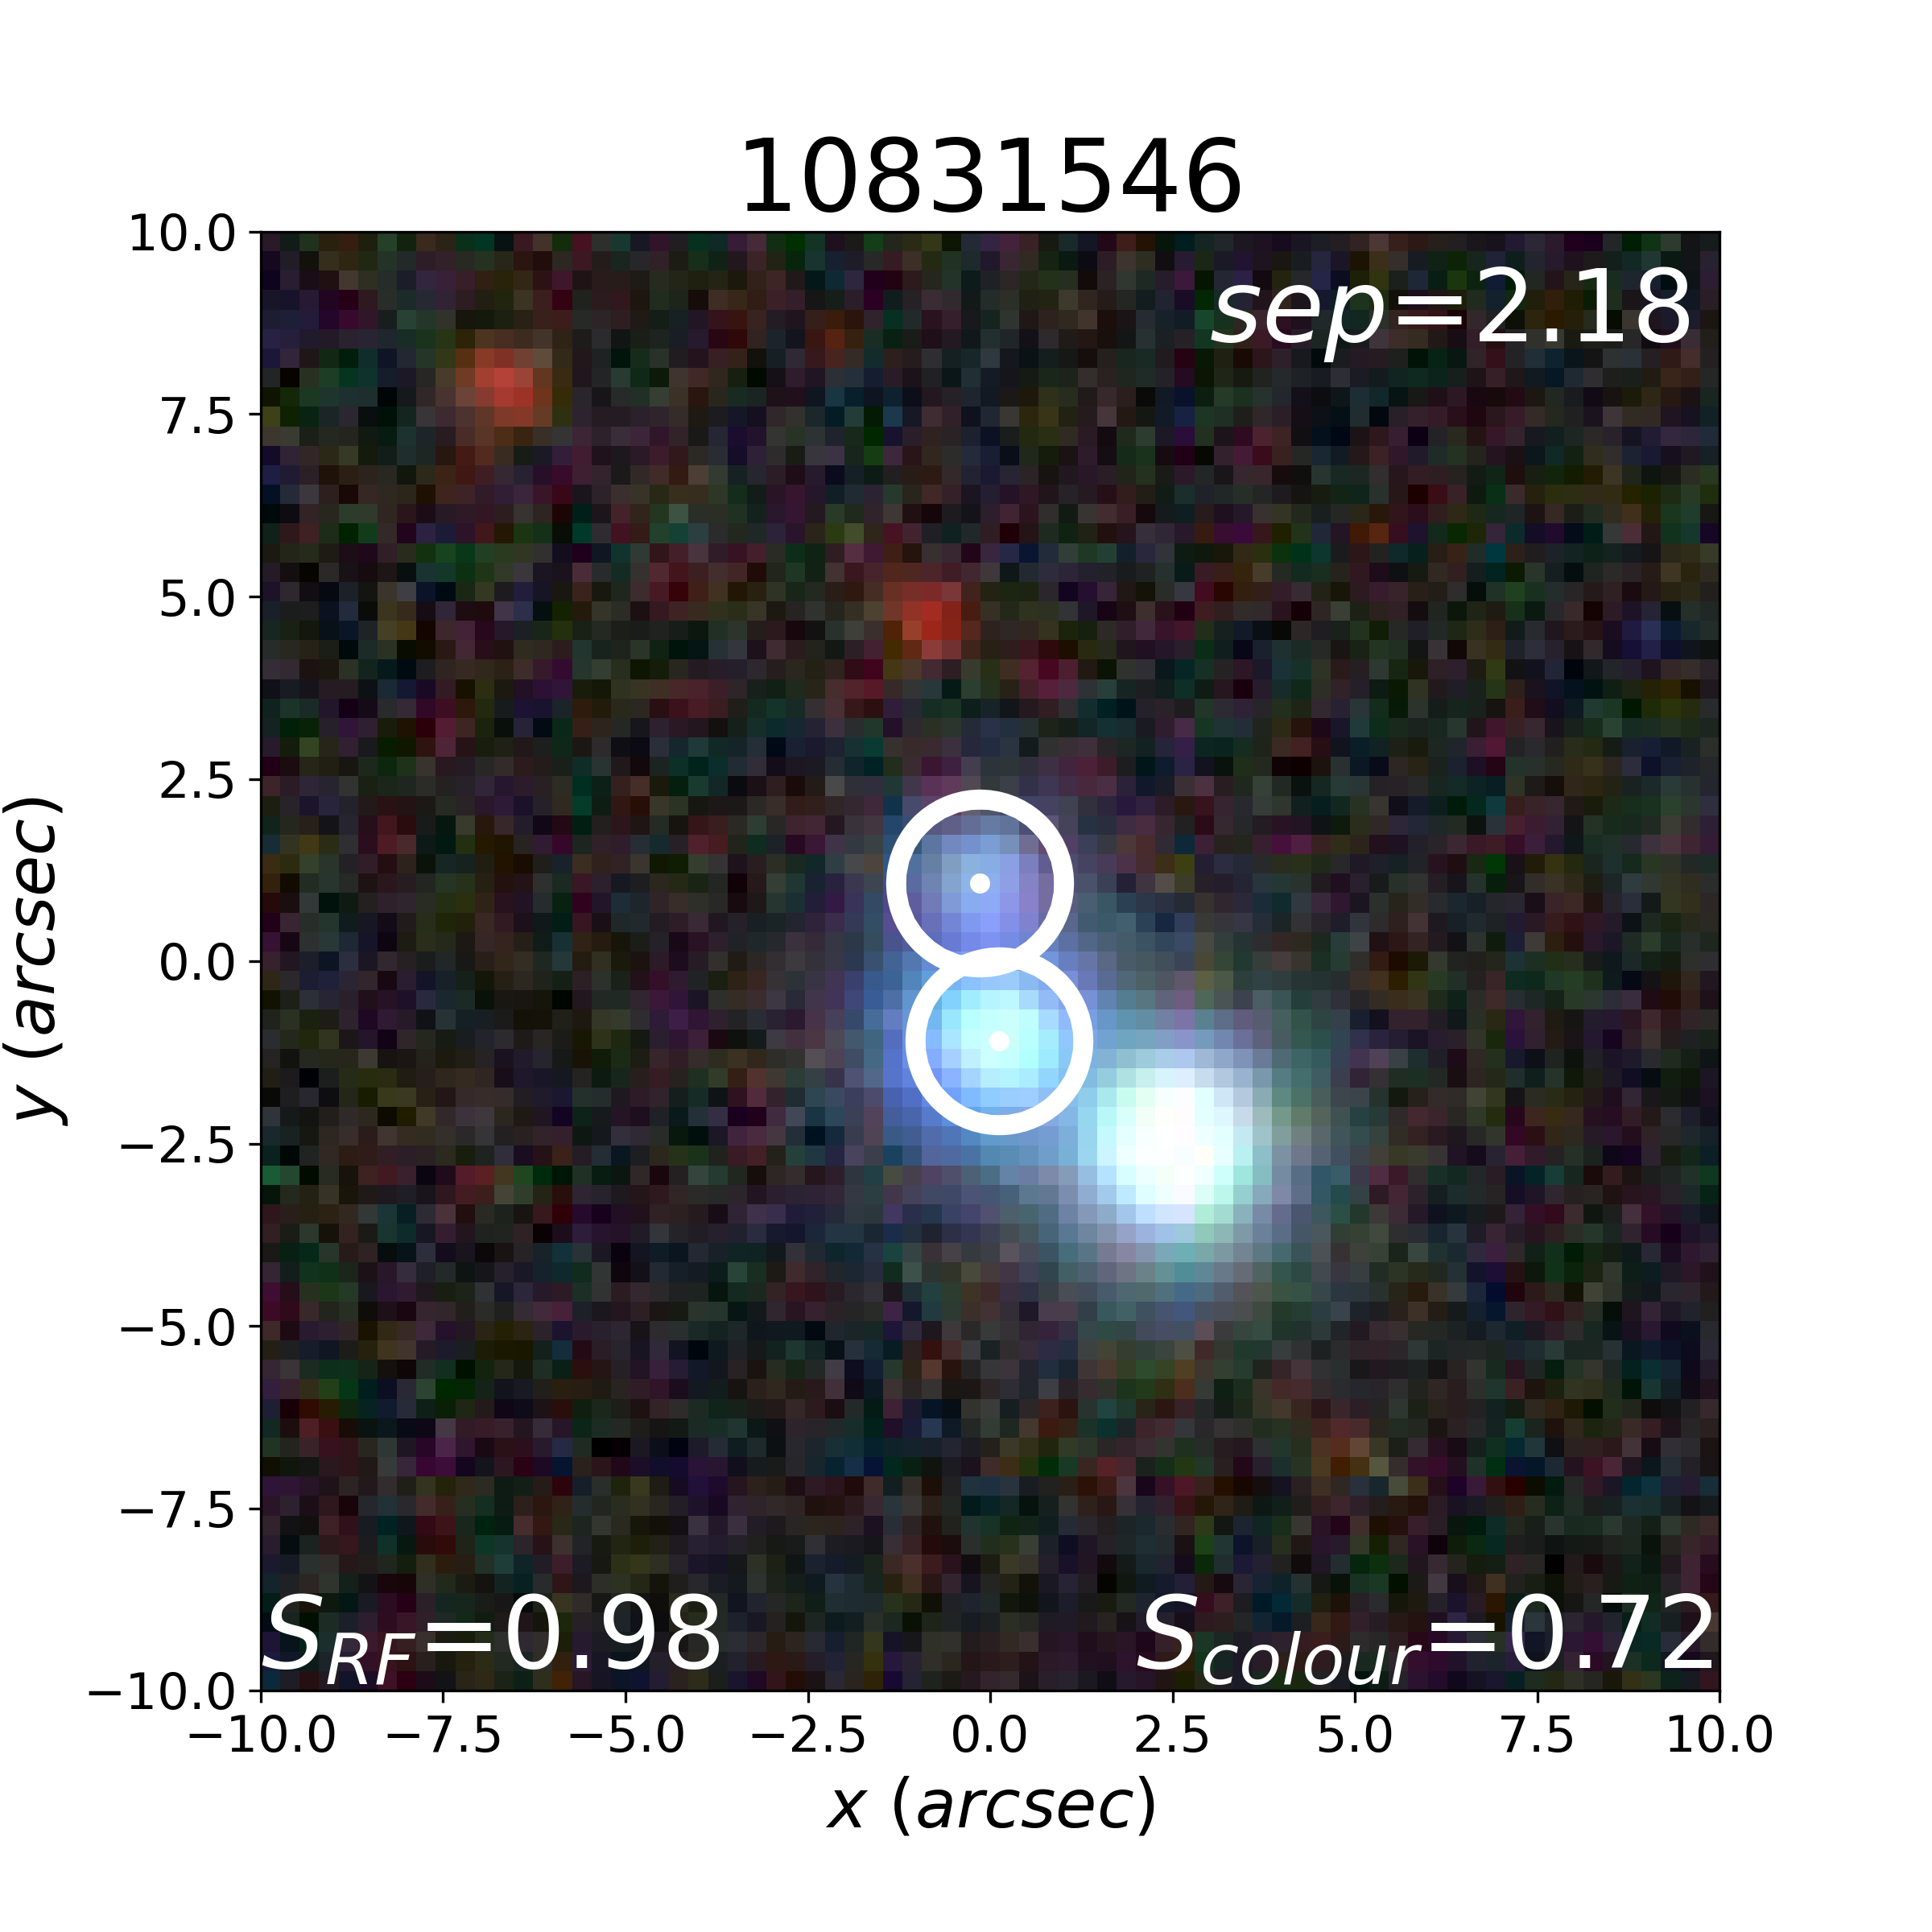 10831546
sep=2.18
S_RF=0.98
S_colour=0.72
10.0
7.5
5.0
2.5
0.0
−2.5
−5.0
−7.5
−10.0
y (arcsec)
−10.0 −7.5 −5.0 −2.5 0.0 2.5 5.0 7.5 10.0
x (arcsec)